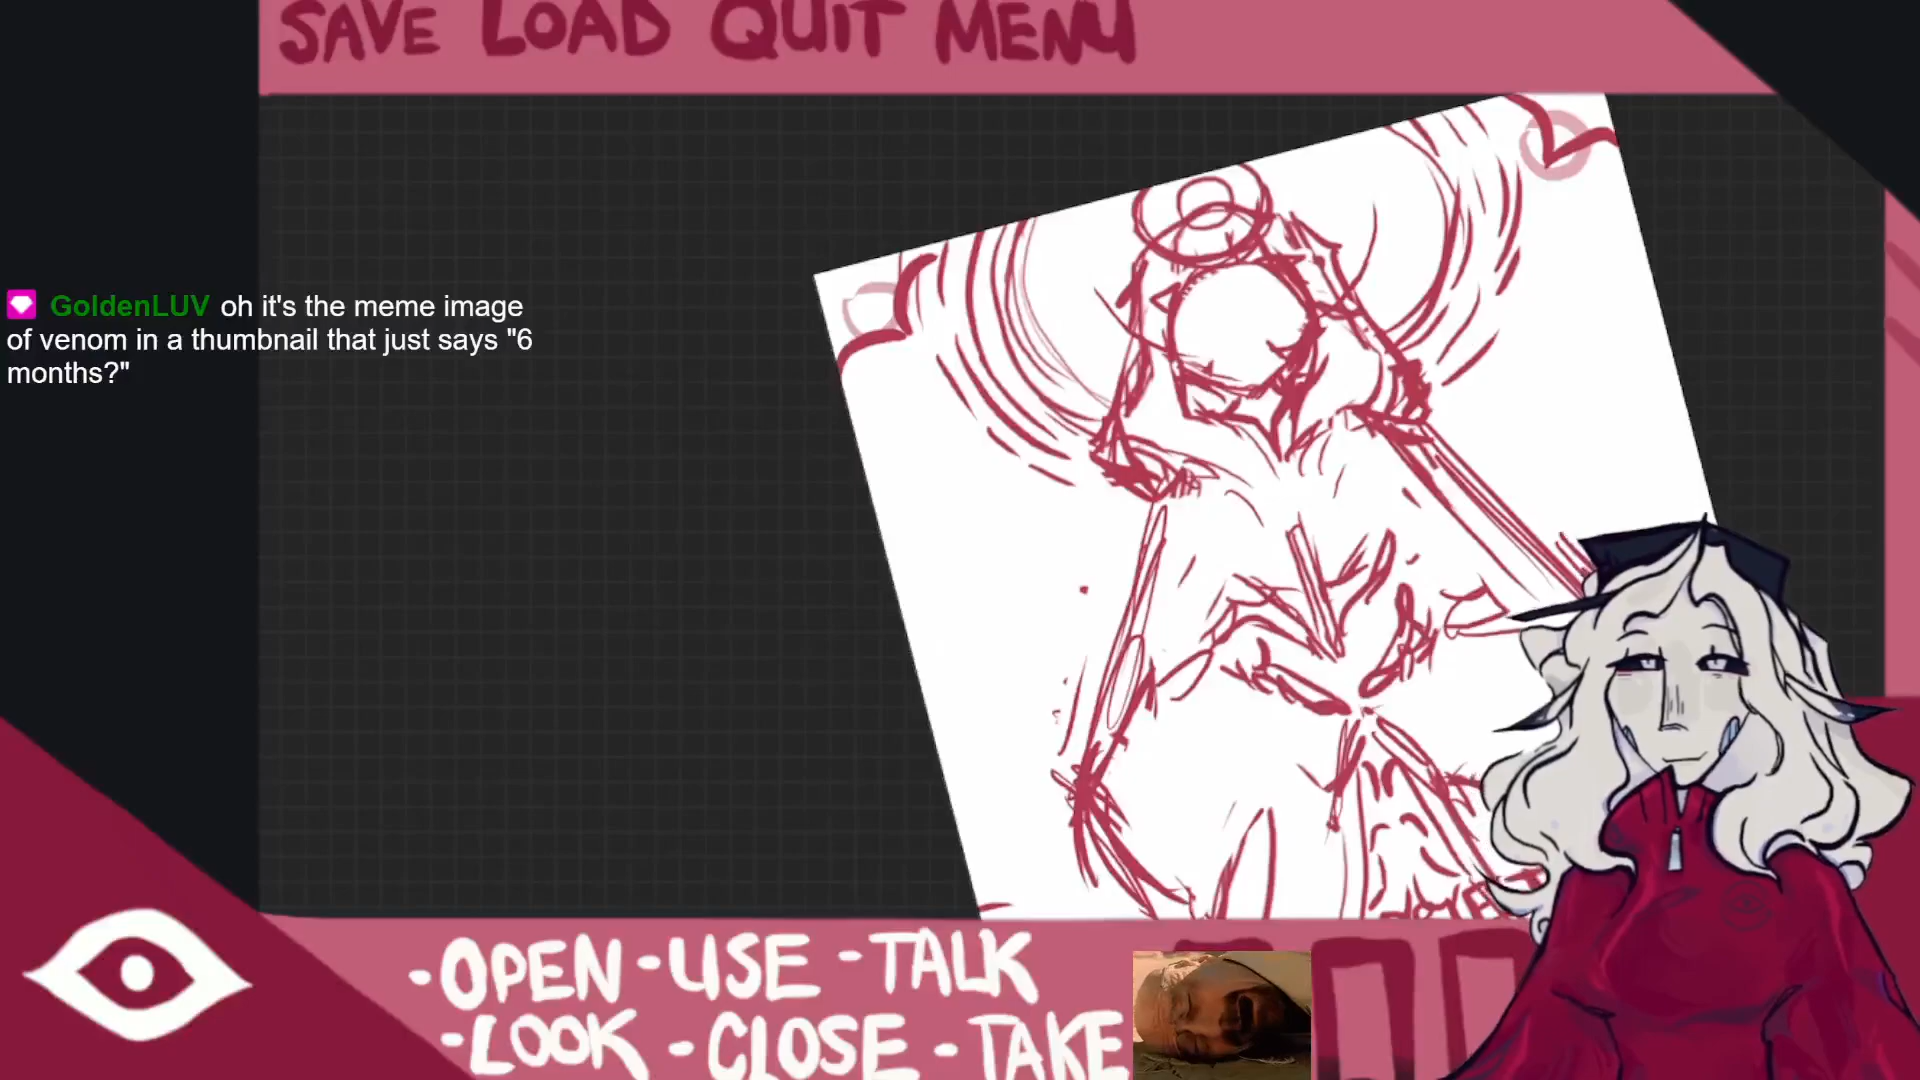 SAVE LOAD QUIT MENU
GoldenLUV oh it's the meme image
of venom in a thumbnail that just says "6
months?"
-OPEN -USE -TALK
-LOOK -CLOSE -TAKE